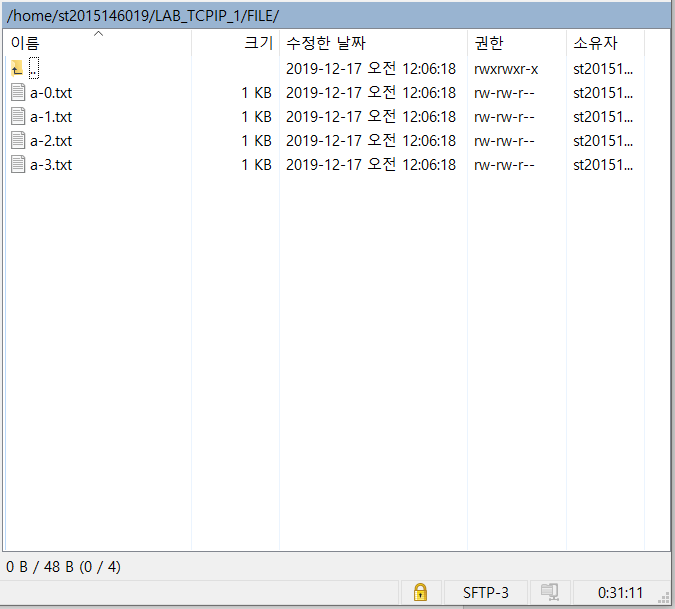 /home/st2015146019/LAB_TCPIP_1/FILE/
이름 크기 수정한 날짜 권한 소유자
.. 2019-12-17 오전 12:06:18 rwxrwxr-x st20151...
a-0.txt 1 KB 2019-12-17 오전 12:06:18 rw-rw-r-- st20151...
a-1.txt 1 KB 2019-12-17 오전 12:06:18 rw-rw-r-- st20151...
a-2.txt 1 KB 2019-12-17 오전 12:06:18 rw-rw-r-- st20151...
a-3.txt 1 KB 2019-12-17 오전 12:06:18 rw-rw-r-- st20151...
0 B / 48 B (0 / 4)
SFTP-3 0:31:11